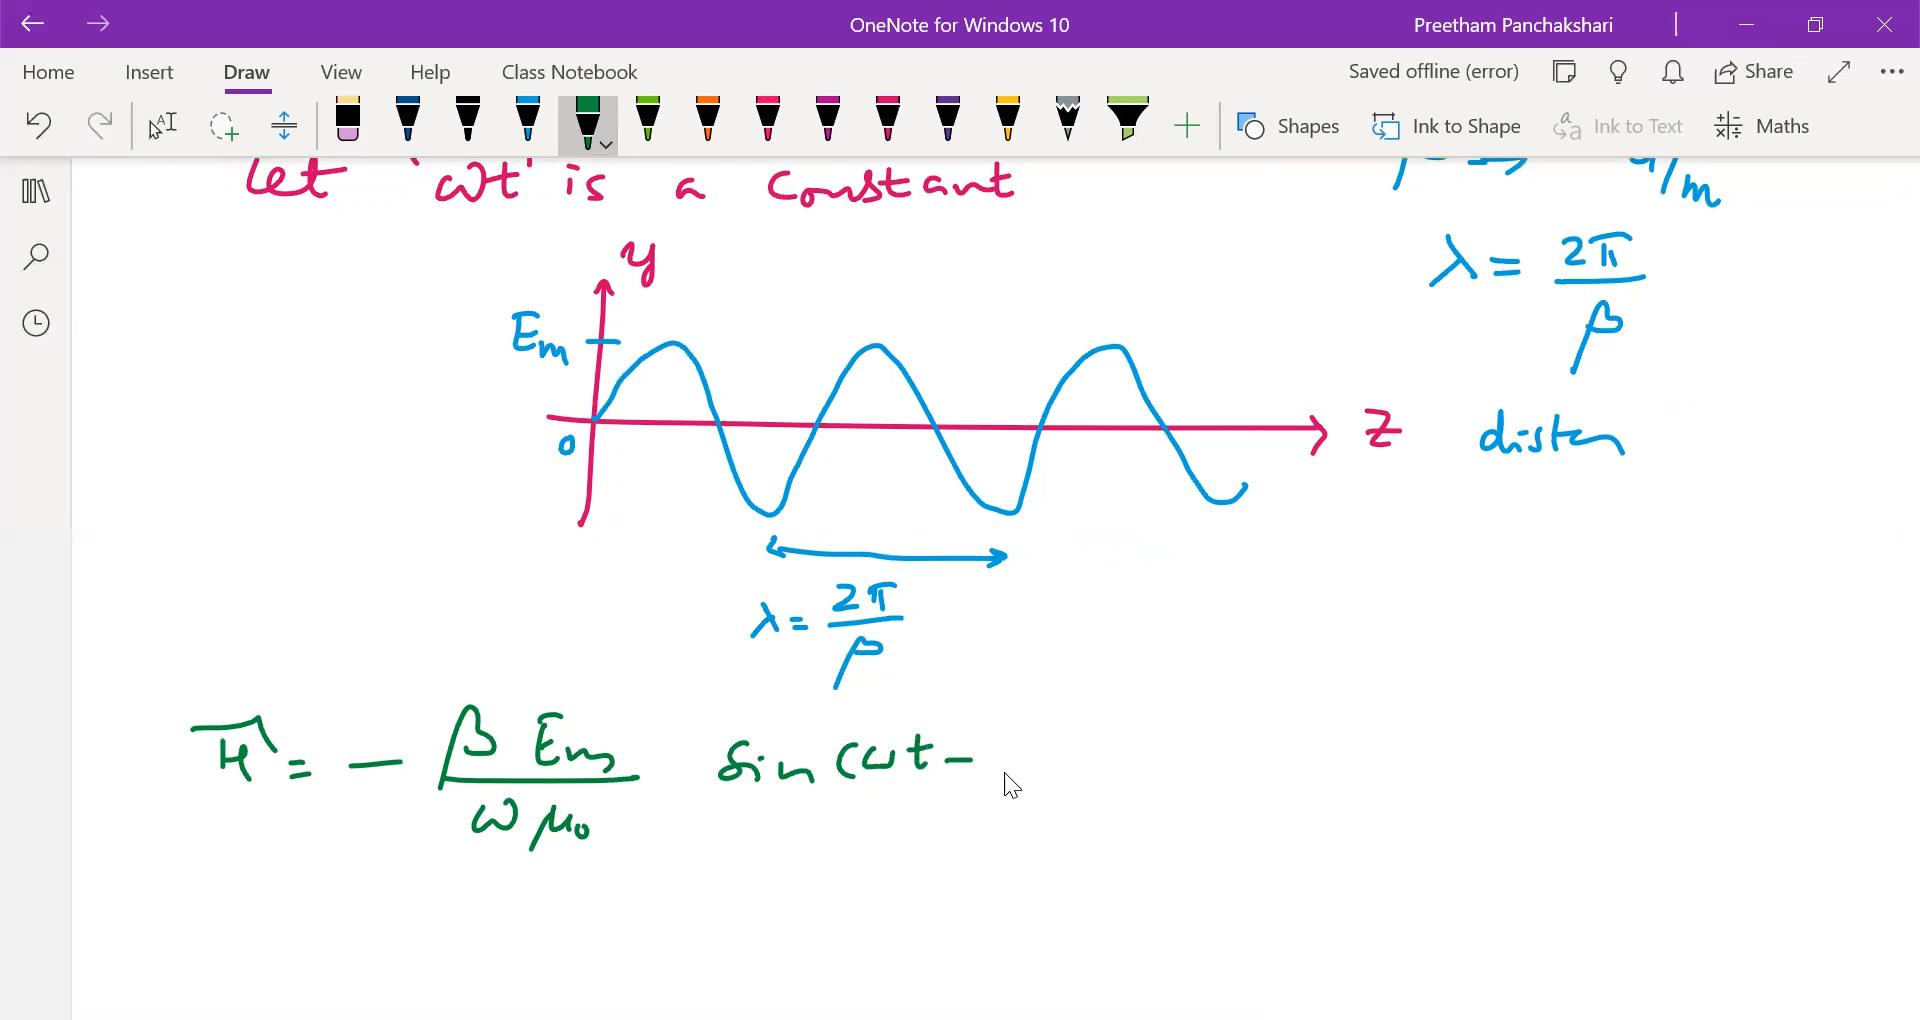 OneNote for Windows 10
Preetham Panchakshari
Home Insert Draw View Help Class Notebook
Saved offline (error) Share
Shapes Ink to Shape Ink to Text Maths
Let 'ωt' is a constant
/m
y
λ = 2π/β
Em
0
z
λ = 2π/β
H = - βEm/ωμ₀ sin(ωt -